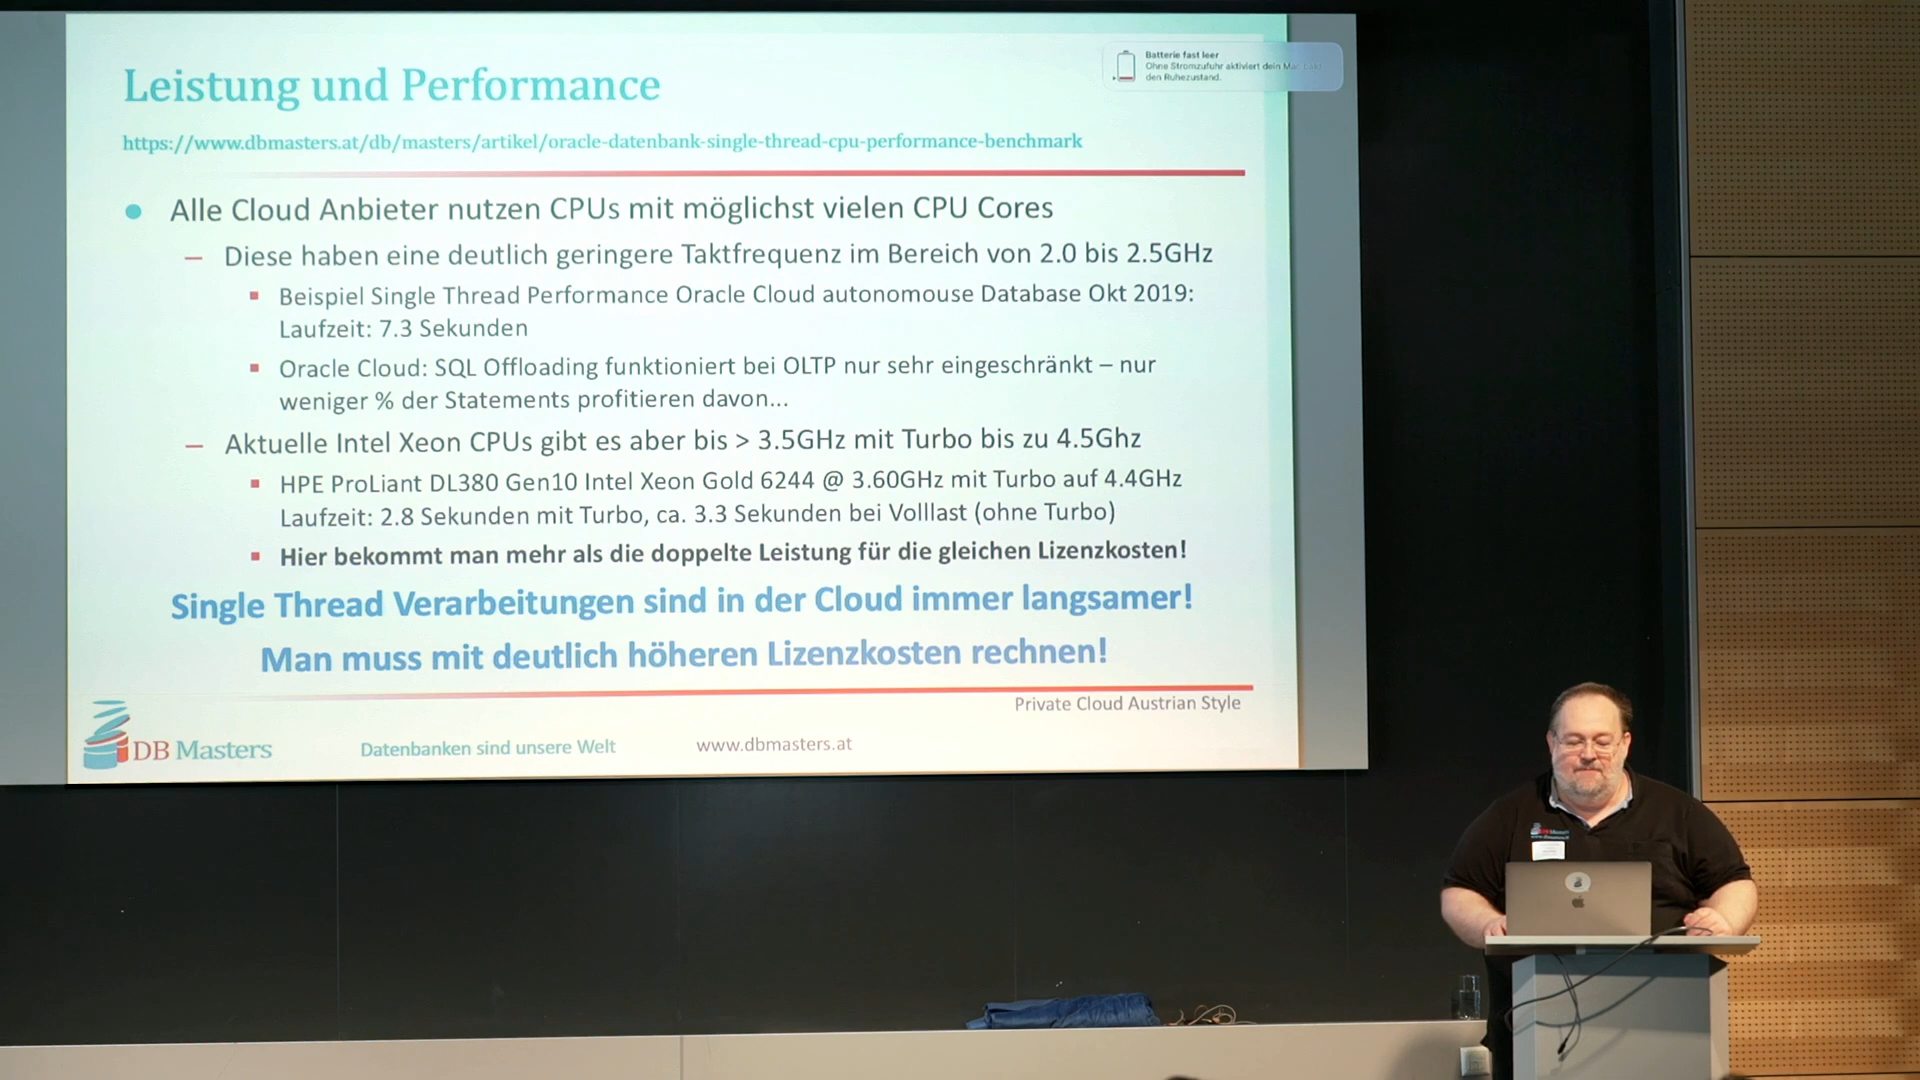 Batterie fast leer
Ohne Stromzufuhr aktiviert dein Mac bald
den Ruhezustand.
Leistung und Performance
https://www.dbmasters.at/db/masters/artikel/oracle-datenbank-single-thread-cpu-performance-benchmark
Alle Cloud Anbieter nutzen CPUs mit möglichst vielen CPU Cores
– Diese haben eine deutlich geringere Taktfrequenz im Bereich von 2.0 bis 2.5GHz
Beispiel Single Thread Performance Oracle Cloud autonomouse Database Okt 2019:
Laufzeit: 7.3 Sekunden
Oracle Cloud: SQL Offloading funktioniert bei OLTP nur sehr eingeschränkt – nur
weniger % der Statements profitieren davon...
– Aktuelle Intel Xeon CPUs gibt es aber bis > 3.5GHz mit Turbo bis zu 4.5Ghz
HPE ProLiant DL380 Gen10 Intel Xeon Gold 6244 @ 3.60GHz mit Turbo auf 4.4GHz
Laufzeit: 2.8 Sekunden mit Turbo, ca. 3.3 Sekunden bei Volllast (ohne Turbo)
Hier bekommt man mehr als die doppelte Leistung für die gleichen Lizenzkosten!
Single Thread Verarbeitungen sind in der Cloud immer langsamer!
Man muss mit deutlich höheren Lizenzkosten rechnen!
Private Cloud Austrian Style
DB Masters
Datenbanken sind unsere Welt
www.dbmasters.at